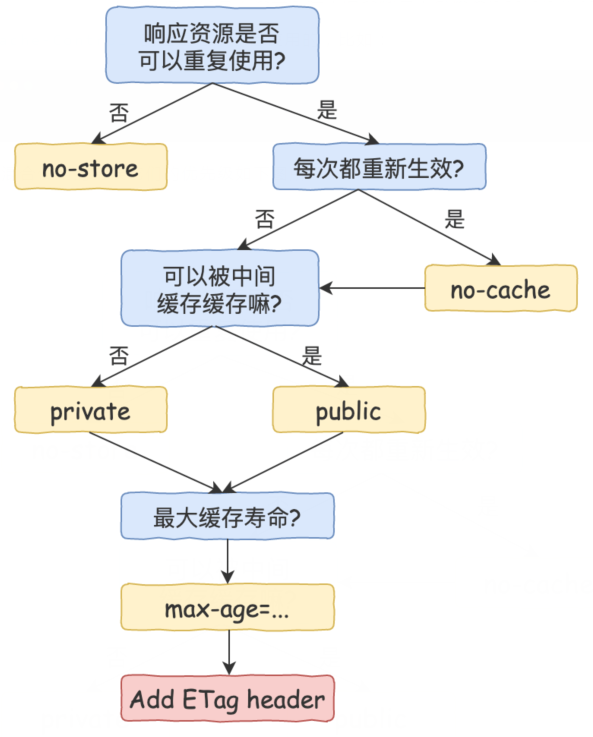 响应资源是否
可以重复使用?
否
是
no-store
每次都重新生效?
否
是
可以被中间
缓存缓存嘛?
no-cache
否
是
private
public
最大缓存寿命?
max-age=...
Add ETag header